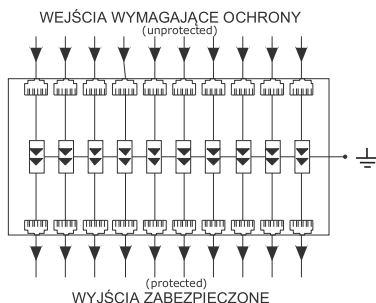 WEJŚCIA WYMAGAJĄCE OCHRONY
(unprotected)
(protected)
WYJŚCIA ZABEZPIECZONE